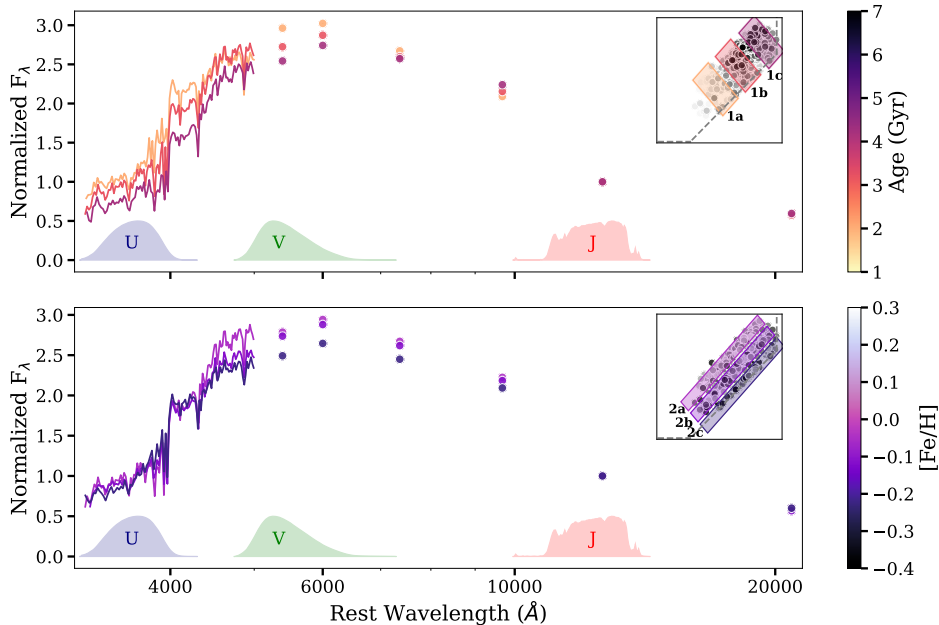 3.0
2.5
2.0
1.5
1.0
0.5
0.0
Normalized Fλ
U
V
J
1a
1b
1c
7
6
5
4
3
2
1
Age (Gyr)
3.0
2.5
2.0
1.5
1.0
0.5
0.0
Normalized Fλ
U
V
J
2a
2b
2c
0.3
0.2
0.1
0.0
−0.1
−0.2
−0.3
−0.4
[Fe/H]
4000
6000
10000
20000
Rest Wavelength (Å)